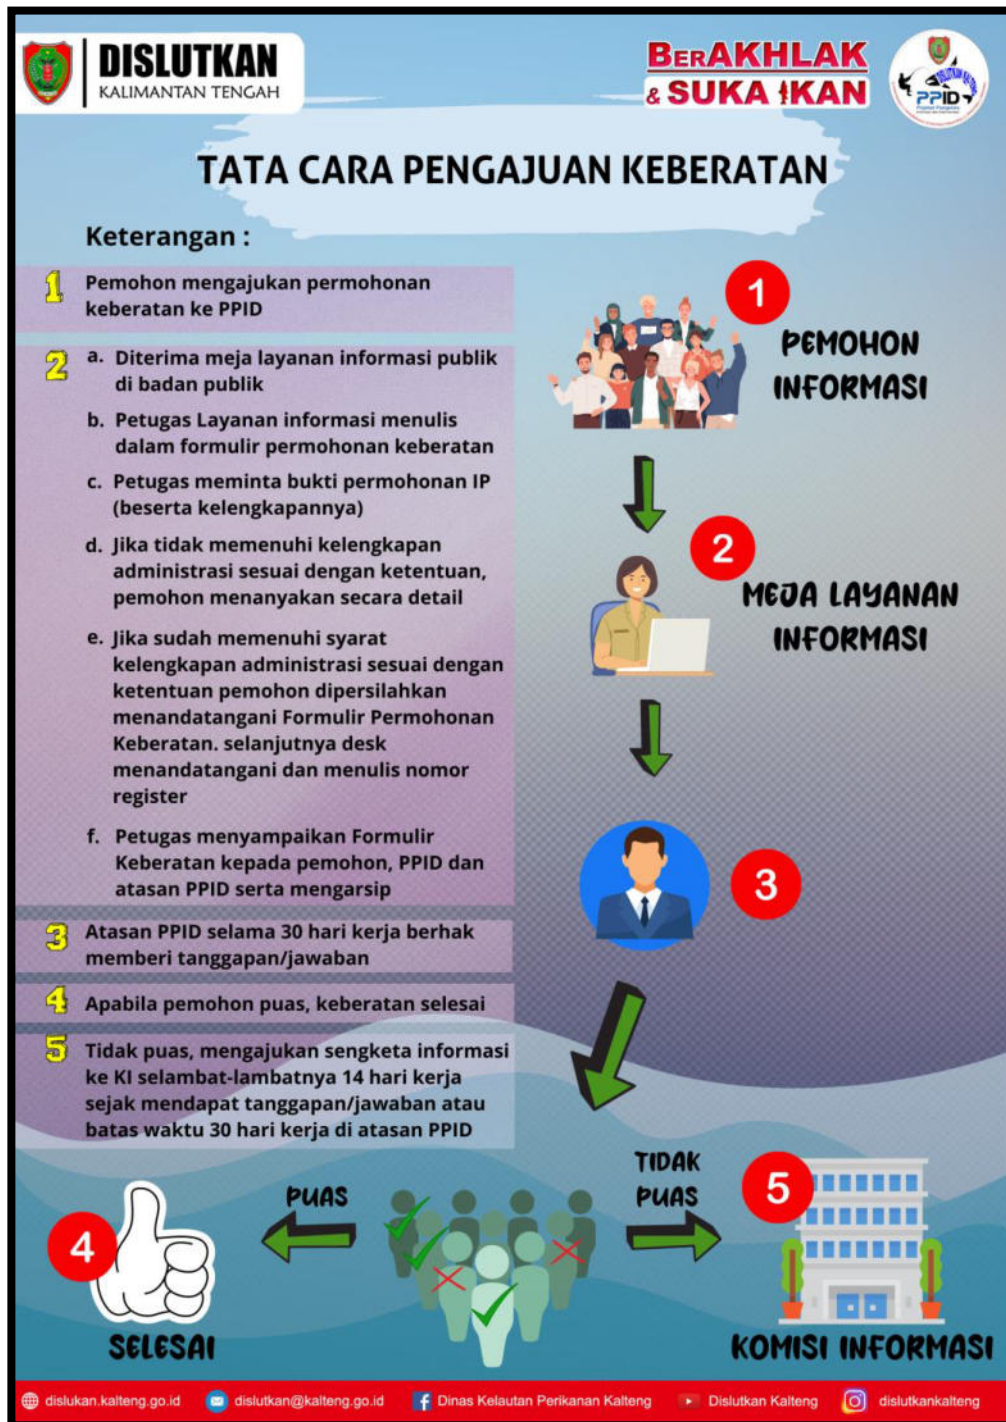 DISLUTKAN
KALIMANTAN TENGAH
BERAKHLAK
& SUKA IKAN
DISLUTKAN KALTENG
PPID
TATA CARA PENGAJUAN KEBERATAN
Keterangan :
1 Pemohon mengajukan permohonan
keberatan ke PPID
2 a. Diterima meja layanan informasi publik
di badan publik
b. Petugas Layanan informasi menulis
dalam formulir permohonan keberatan
c. Petugas meminta bukti permohonan IP
(beserta kelengkapannya)
d. Jika tidak memenuhi kelengkapan
administrasi sesuai dengan ketentuan,
pemohon menanyakan secara detail
e. Jika sudah memenuhi syarat
kelengkapan administrasi sesuai dengan
ketentuan pemohon dipersilahkan
menandatangani Formulir Permohonan
Keberatan. selanjutnya desk
menandatangani dan menulis nomor
register
f. Petugas menyampaikan Formulir
Keberatan kepada pemohon, PPID dan
atasan PPID serta mengarsip
3 Atasan PPID selama 30 hari kerja berhak
memberi tanggapan/jawaban
4 Apabila pemohon puas, keberatan selesai
5 Tidak puas, mengajukan sengketa informasi
ke KI selambat-lambatnya 14 hari kerja
sejak mendapat tanggapan/jawaban atau
batas waktu 30 hari kerja di atasan PPID
1
PEMOHON
INFORMASI
2
MEJA LAYANAN
INFORMASI
3
PUAS
TIDAK
PUAS
4
SELESAI
5
KOMISI INFORMASI
dislukan.kalteng.go.id
dislutkan@kalteng.go.id
Dinas Kelautan Perikanan Kalteng
Dislutkan Kalteng
dislutkankalteng